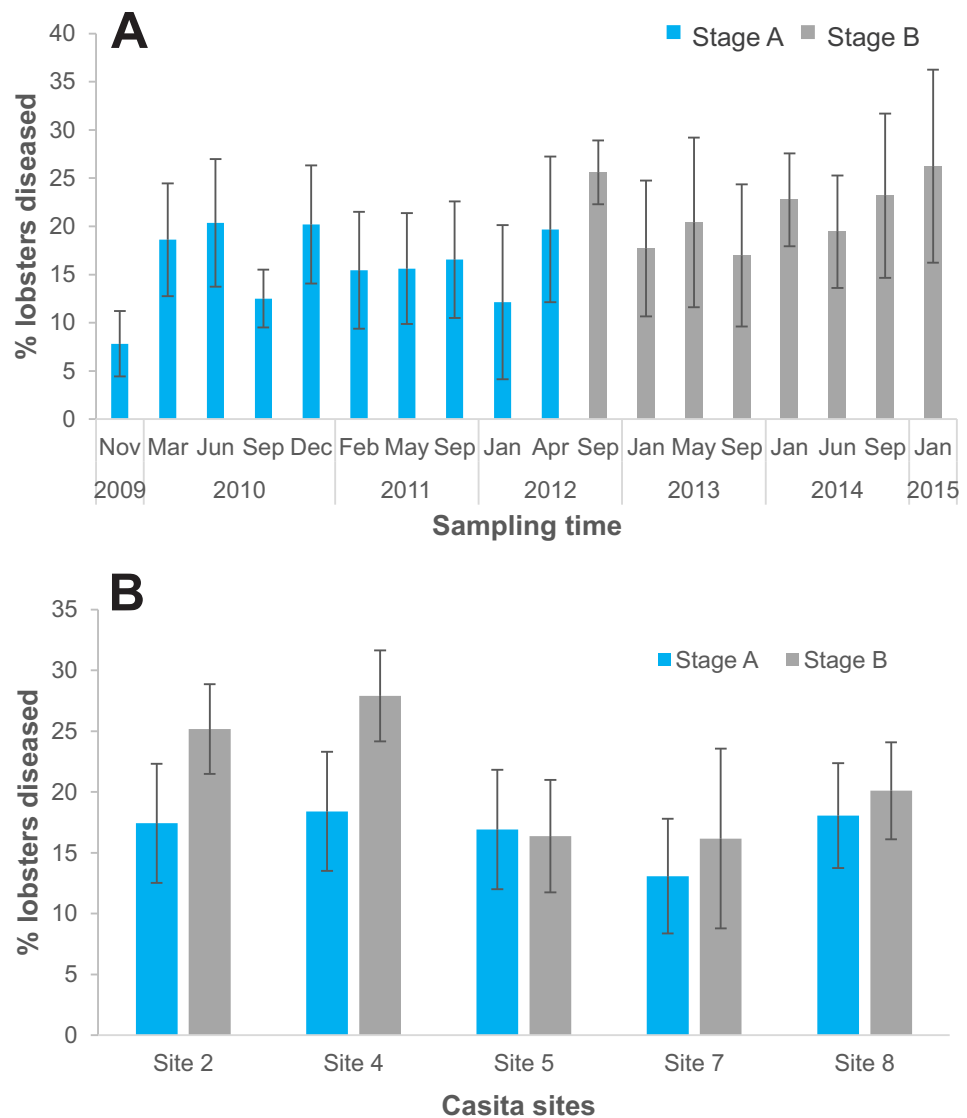 A
Stage A Stage B
% lobsters diseased
40
35
30
25
20
15
10
5
0
Nov Mar Jun Sep Dec Feb May Sep Jan Apr Sep Jan May Sep Jan Jun Sep Jan
2009 2010 2011 2012 2013 2014 2015
Sampling time
B
Stage A Stage B
% lobsters diseased
35
30
25
20
15
10
5
0
Site 2 Site 4 Site 5 Site 7 Site 8
Casita sites